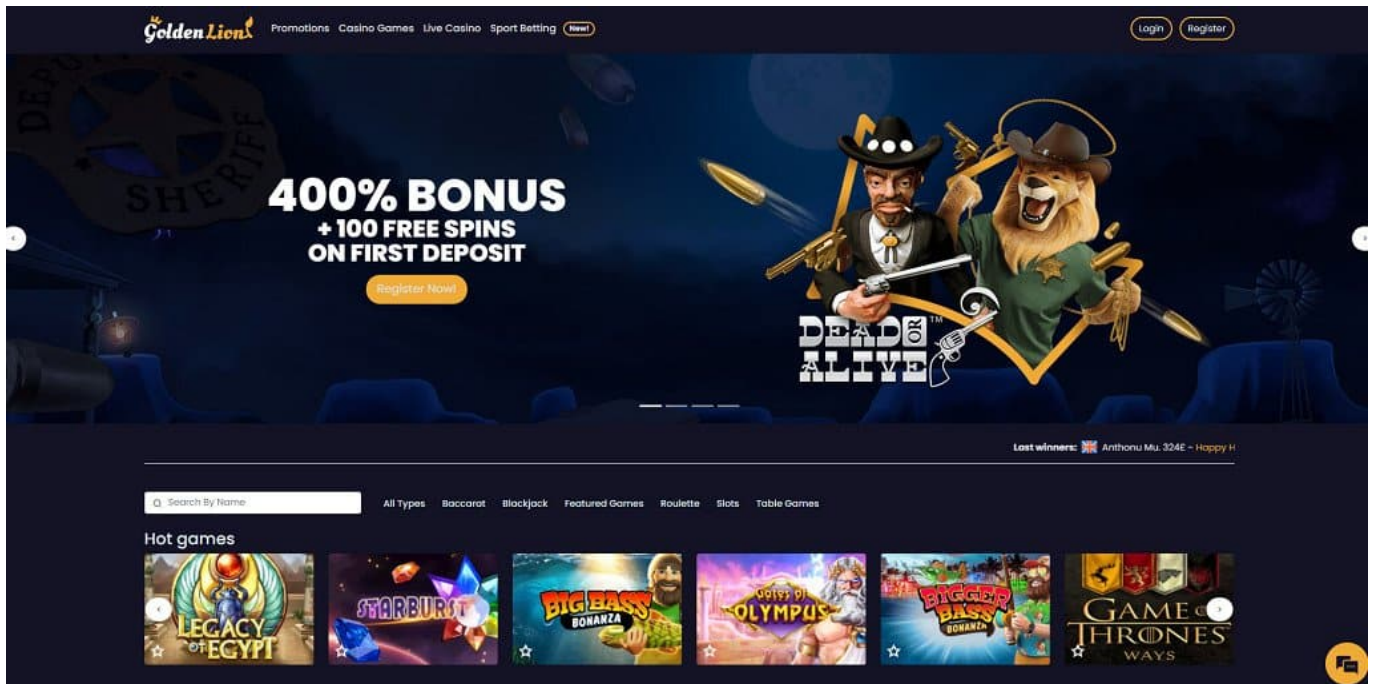 Golden Lion
Promotions Casino Games Live Casino Sport Betting New!
Login Register
DEPUTY
SHERIFF
400% BONUS
+ 100 FREE SPINS
ON FIRST DEPOSIT
Register Now!
DEAD OR
ALIVE™
Last winners: Anthonu Mu. 324£ - Happy H
Search By Name
All Types Baccarat Blackjack Featured Games Roulette Slots Table Games
Hot games
LEGACY
OF EGYPT
STARBURST
BIG BASS
BONANZA
GATES OF
OLYMPUS
BIGGER
BASS
BONANZA
GAME OF
THRONES
WAYS